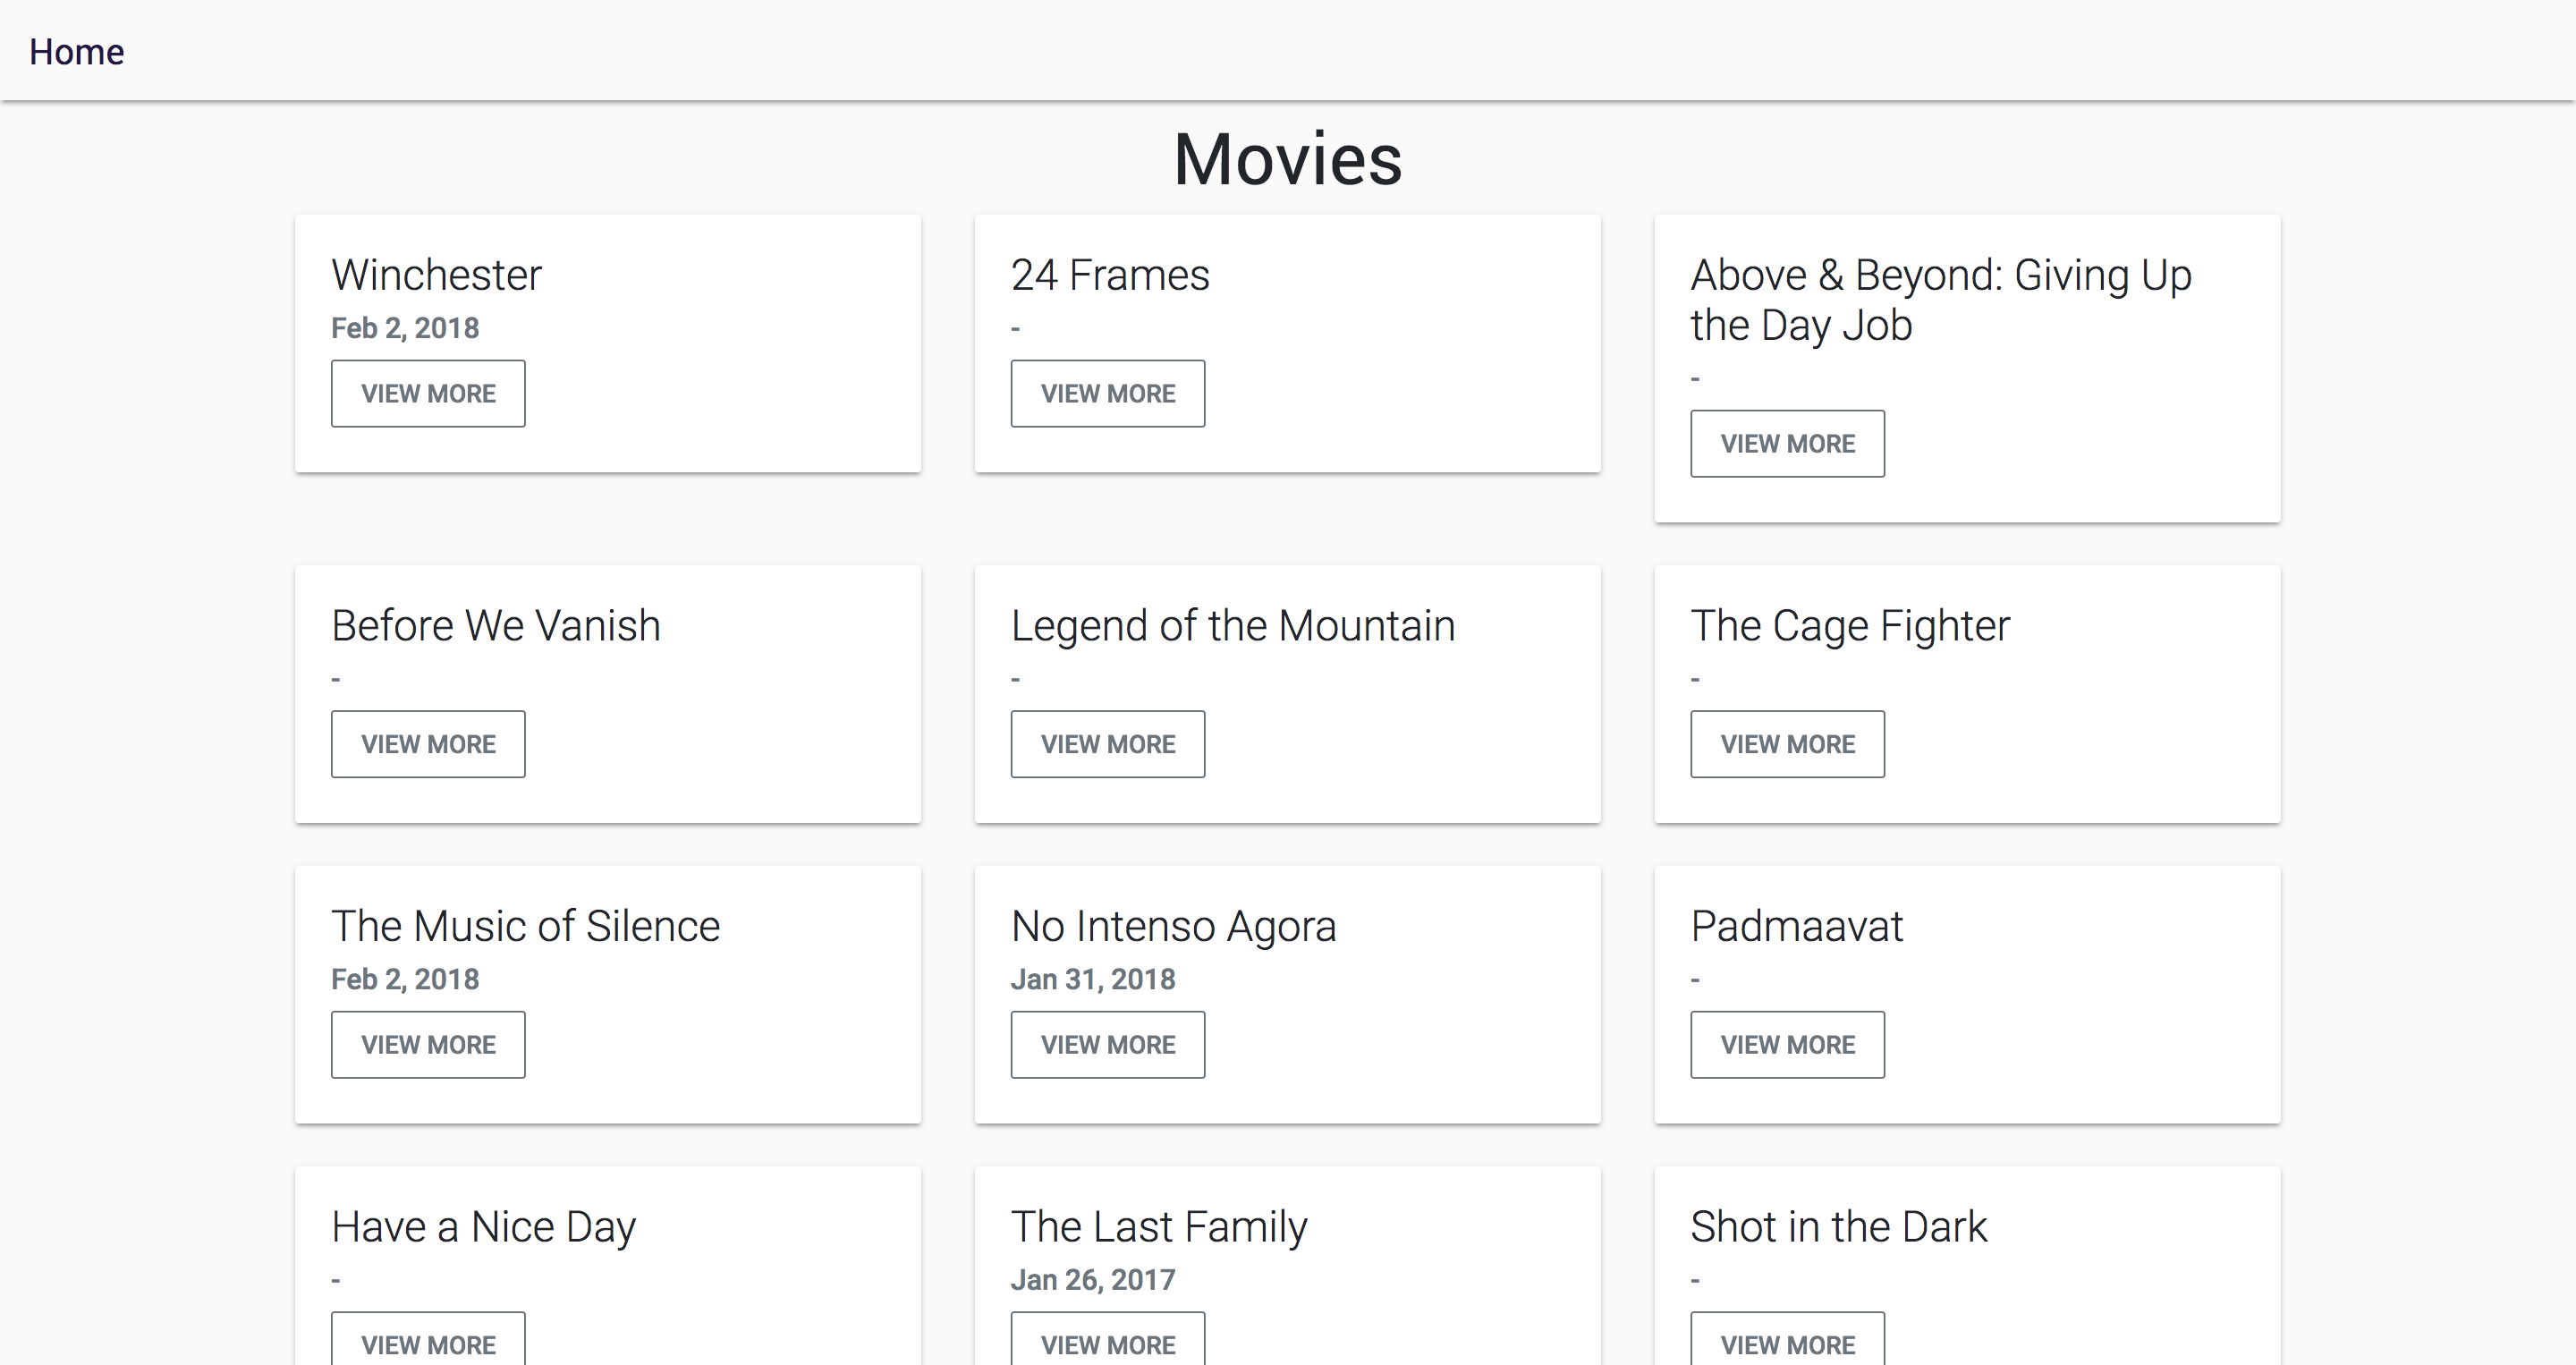 Home
Movies
Winchester
Feb 2, 2018
VIEW MORE
24 Frames
-
VIEW MORE
Above & Beyond: Giving Up
the Day Job
-
VIEW MORE
Before We Vanish
-
VIEW MORE
Legend of the Mountain
-
VIEW MORE
The Cage Fighter
-
VIEW MORE
The Music of Silence
Feb 2, 2018
VIEW MORE
No Intenso Agora
Jan 31, 2018
VIEW MORE
Padmaavat
-
VIEW MORE
Have a Nice Day
-
VIEW MORE
The Last Family
Jan 26, 2017
VIEW MORE
Shot in the Dark
-
VIEW MORE